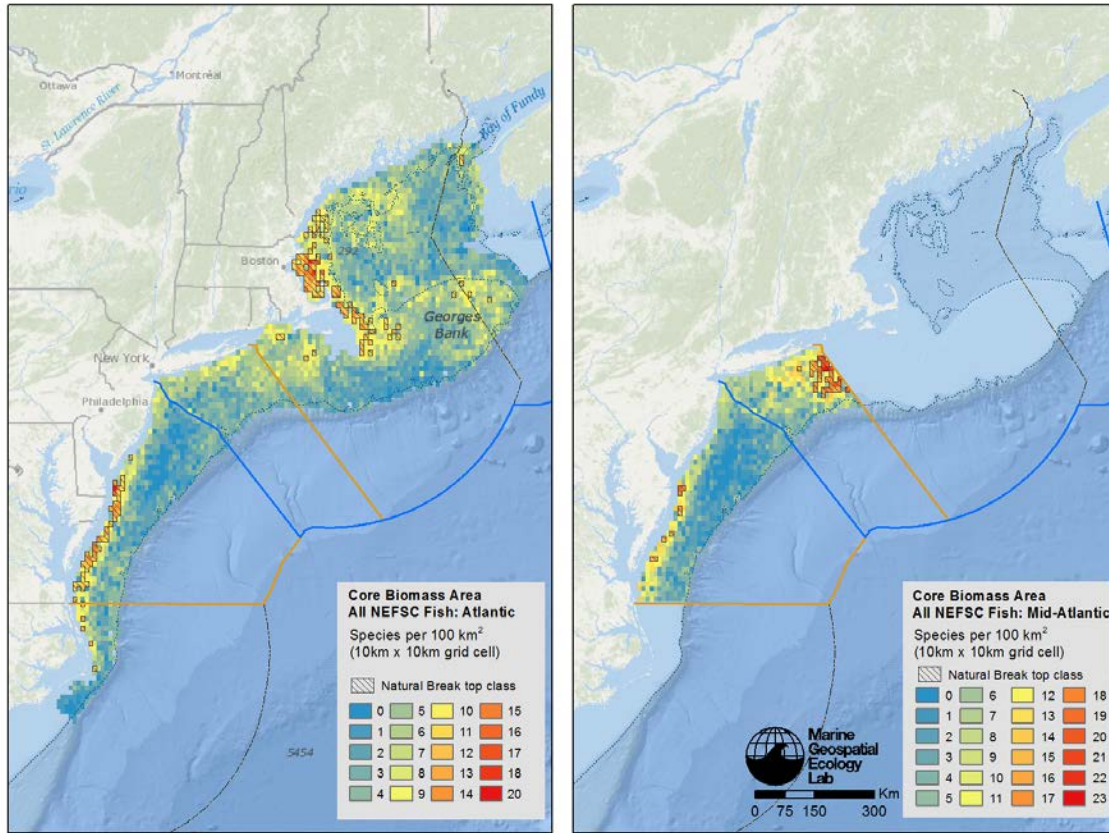 Ottawa
Montréal
St. Lawrence River
Bay of Fundy
rio
292
Boston
Georges
Bank
New York
Philadelphia
5454
Core Biomass Area
All NEFSC Fish: Atlantic
Species per 100 km²
(10km x 10km grid cell)
Natural Break top class
0 5 10 15
1 6 11 16
2 7 12 17
3 8 13 18
4 9 14 20
Core Biomass Area
All NEFSC Fish: Mid-Atlantic
Species per 100 km²
(10km x 10km grid cell)
Natural Break top class
0 6 12 18
1 7 13 19
2 8 14 20
3 9 15 21
4 10 16 22
5 11 17 23
Marine
Geospatial
Ecology
Lab
Km
0 75 150 300